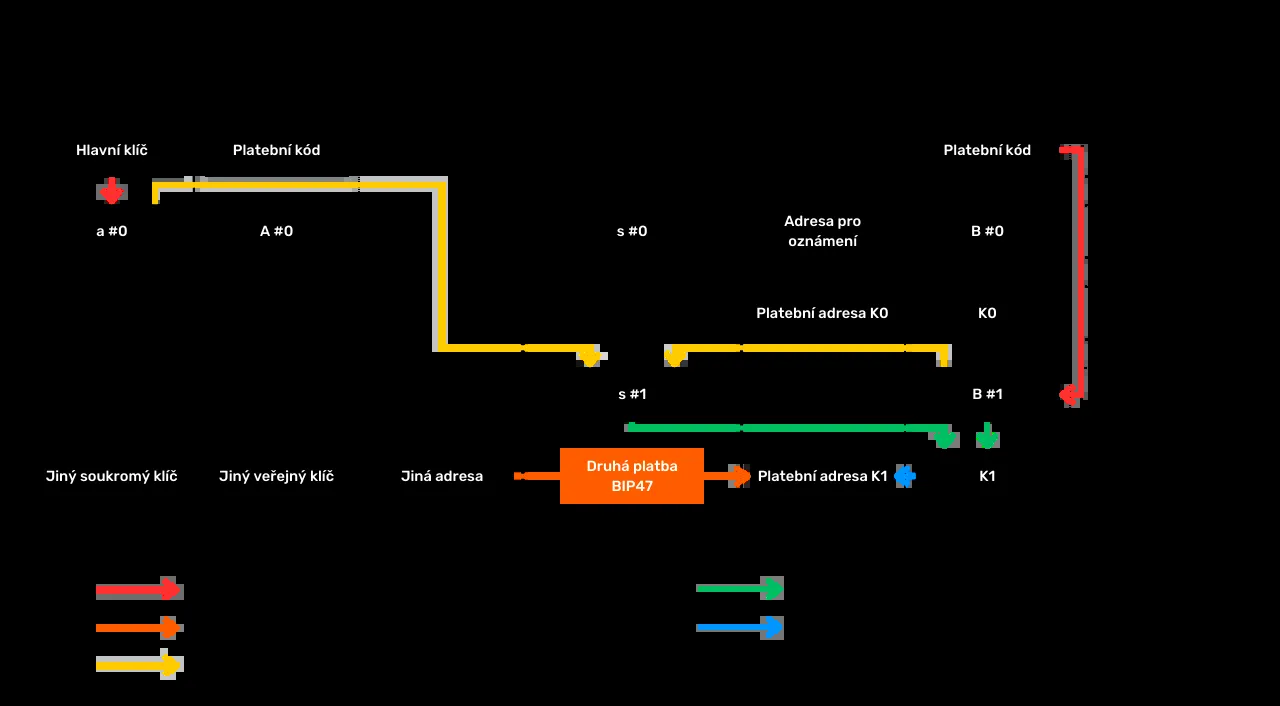 Hlavní klíč
Platební kód
Platební kód
a #0
A #0
s #0
Adresa pro
oznámení
B #0
Platební adresa K0
K0
s #1
B #1
Jiný soukromý klíč
Jiný veřejný klíč
Jiná adresa
Druhá platba
BIP47
Platební adresa K1
K1